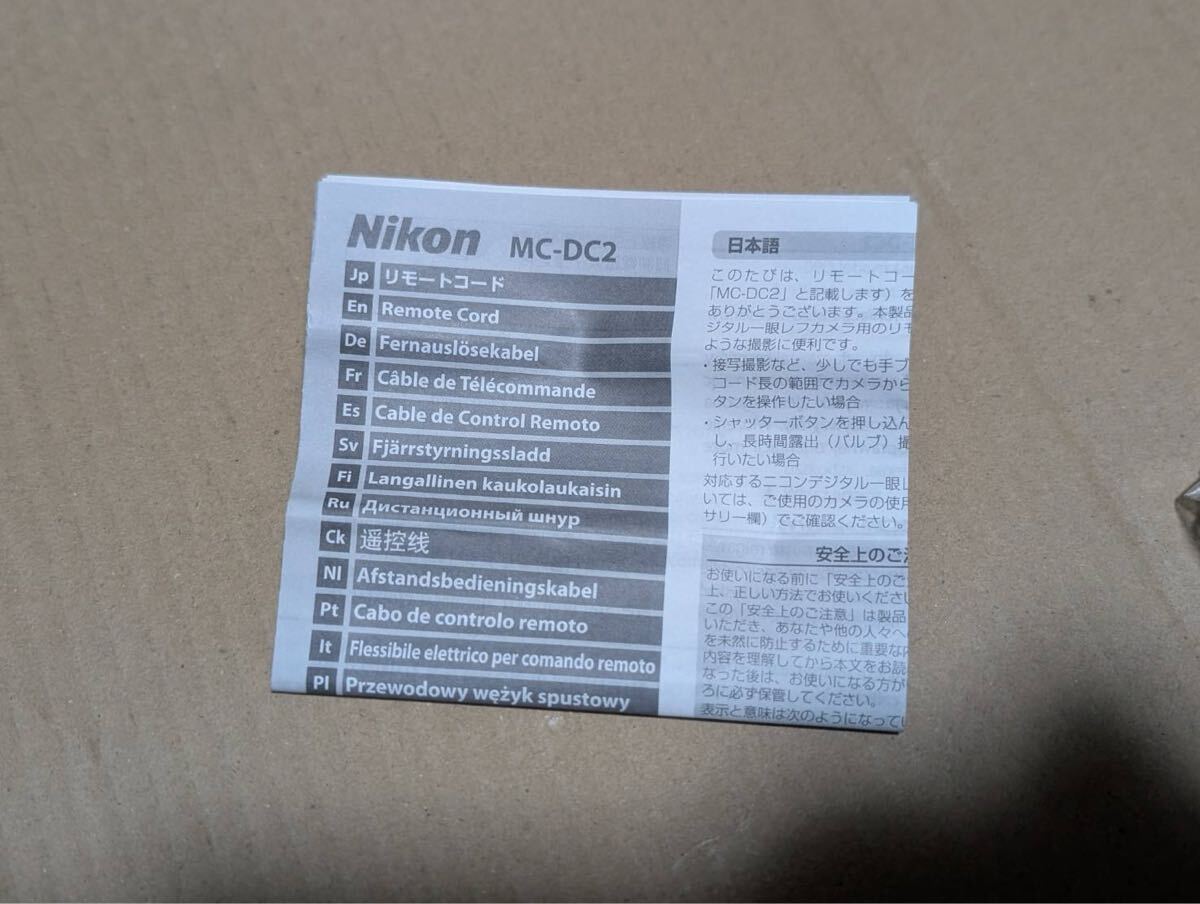 Nikon MC-DC2
Jp リモートコード
En Remote Cord
De Fernauslösekabel
Fr Câble de Télécommande
Es Cable de Control Remoto
Sv Fjärrstyrningssladd
Fi Langallinen kaukolaukaisin
Ru Дистанционный шнур
Ck 遥控线
Nl Afstandsbedieningskabel
Pt Cabo de controlo remoto
It Flessibile elettrico per comando remoto
Pl Przewodowy wężyk spustowy
日本語
このたびは、リモートコー
「MC-DC2」と記載します）を
ありがとうございます。本製品
ジタル一眼レフカメラ用のリモ
ような撮影に便利です。
・接写撮影など、少しでも手ブ
コード長の範囲でカメラから
タンを操作したい場合
・シャッターボタンを押し込ん
し、長時間露出（バルブ）撮
行いたい場合
対応するニコンデジタル一眼レ
いては、ご使用のカメラの使用
サリー欄）でご確認ください。
安全上のご注
お使いになる前に「安全上のご
上、正しい方法でお使いくださ
この「安全上のご注意」は製品
いただき、あなたや他の人々へ
を未然に防止するために重要な内
内容を理解してから本文をお読
なった後は、お使いになる方が
ろに必ず保管してください。
表示と意味は次のようになってい